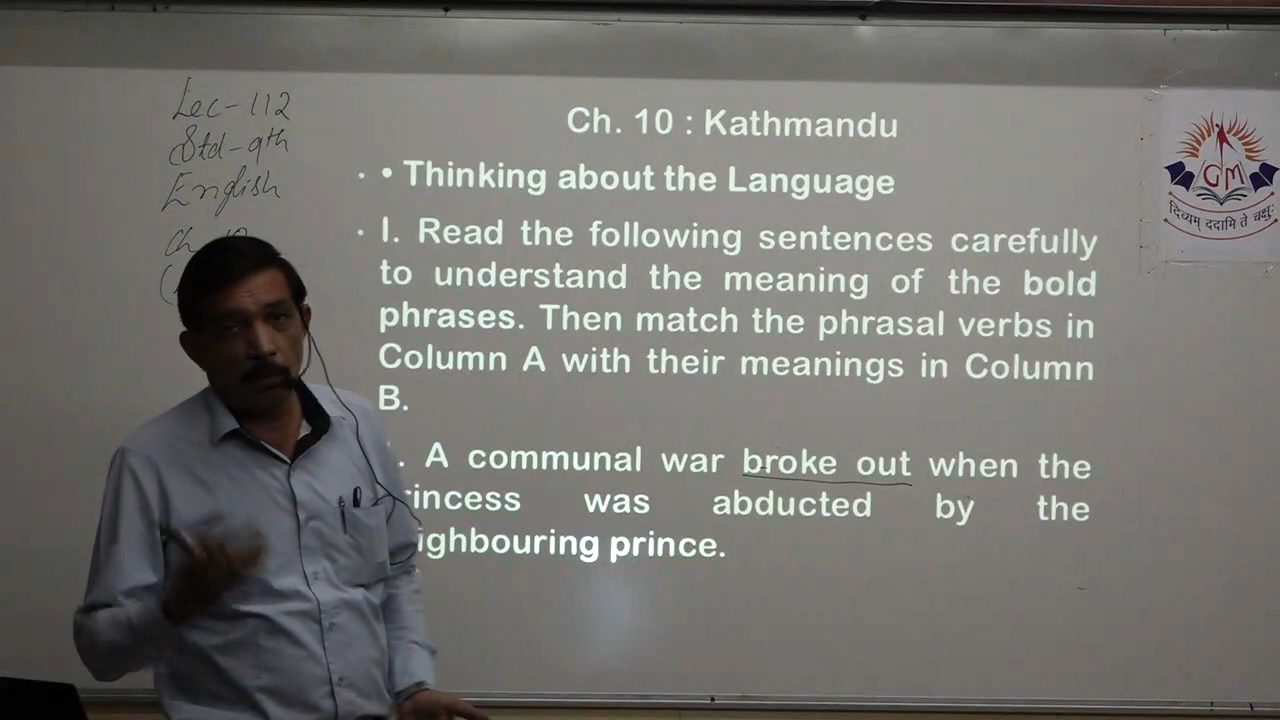 Lec-112
Std-9th
English
Ch
Ch. 10 : Kathmandu
• Thinking about the Language
I. Read the following sentences carefully
to understand the meaning of the bold
phrases. Then match the phrasal verbs in
Column A with their meanings in Column
B.
. A communal war broke out when the
rincess was abducted by the
ighbouring prince.
GM
दिव्यम् ददामि ते चक्षुः